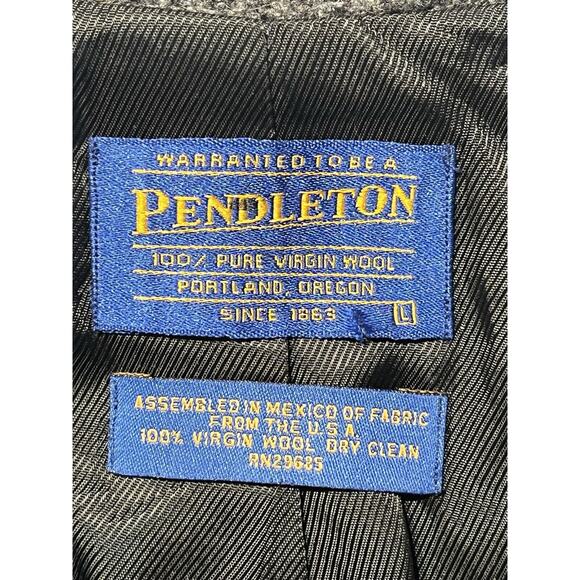 WARRANTED TO BE A
PENDLETON
100% PURE VIRGIN WOOL
PORTLAND, OREGON
SINCE 1863
L
ASSEMBLED IN MEXICO OF FABRIC
FROM THE U.S.A.
100% VIRGIN WOOL DRY CLEAN
RN29685